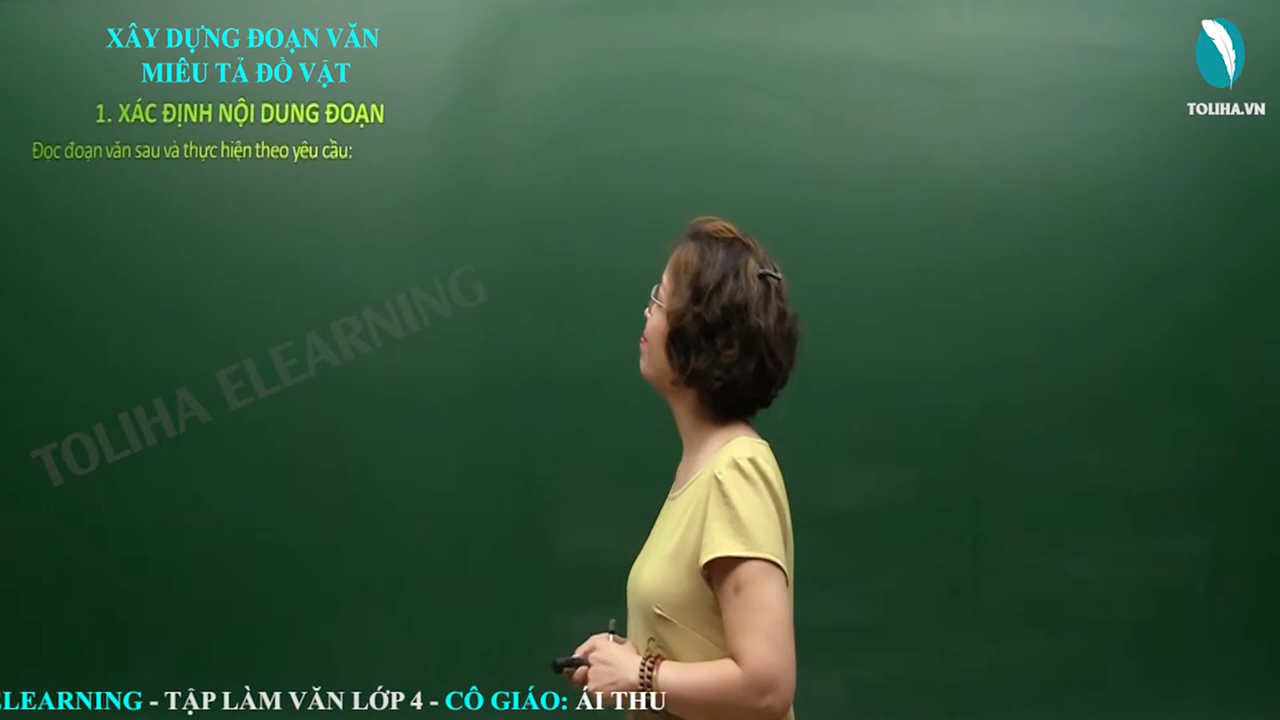 XÂY DỰNG ĐOẠN VĂN
MIÊU TẢ ĐỒ VẬT
1. XÁC ĐỊNH NỘI DUNG ĐOẠN
Đọc đoạn văn sau và thực hiện theo yêu cầu:
TOLIHA.VN
TOLIHA ELEARNING
ELEARNING - TẬP LÀM VĂN LỚP 4 - CÔ GIÁO: ÁI THU